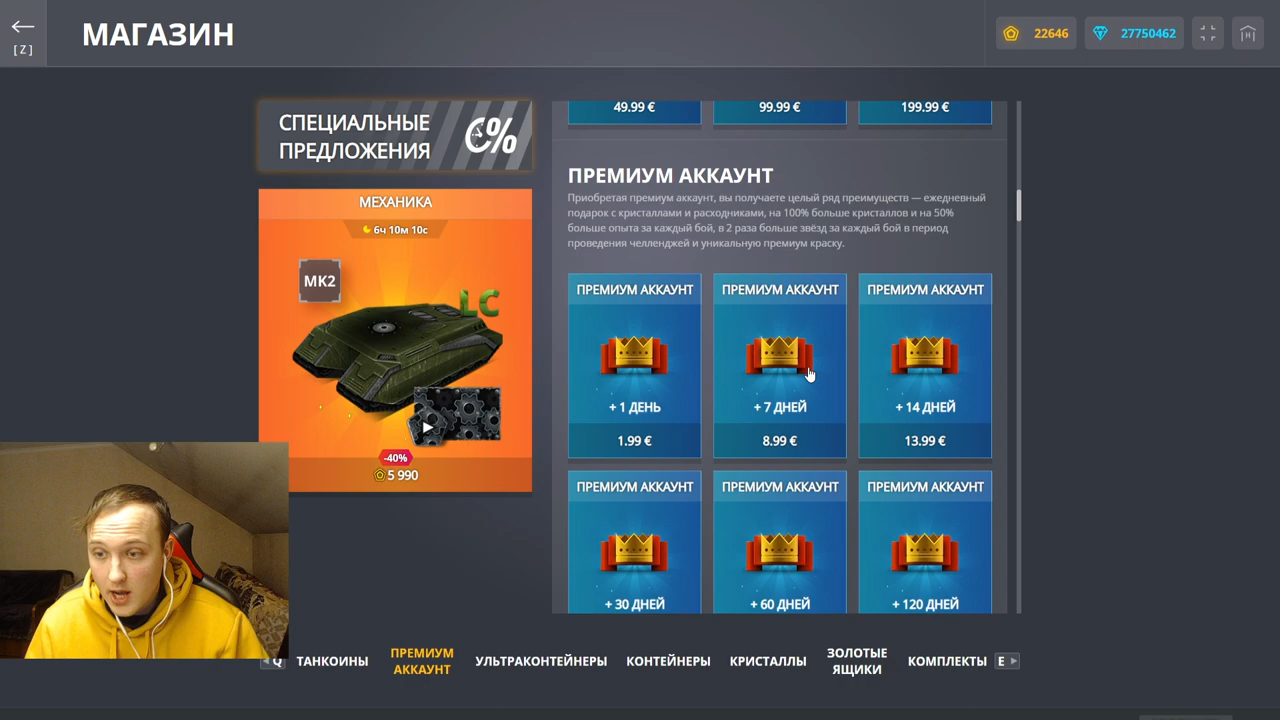 [ Z ]
МАГАЗИН
22646
27750462
[H]
СПЕЦИАЛЬНЫЕ
ПРЕДЛОЖЕНИЯ
%
МЕХАНИКА
6ч 10м 10с
MK2
LC
-40%
5 990
49.99 €
99.99 €
199.99 €
ПРЕМИУМ АККАУНТ
Приобретая премиум аккаунт, вы получаете целый ряд преимуществ — ежедневный
подарок с кристаллами и расходниками, на 100% больше кристаллов и на 50%
больше опыта за каждый бой, в 2 раза больше звёзд за каждый бой в период
проведения челленджей и уникальную премиум краску.
ПРЕМИУМ АККАУНТ
+ 1 ДЕНЬ
1.99 €
ПРЕМИУМ АККАУНТ
+ 7 ДНЕЙ
8.99 €
ПРЕМИУМ АККАУНТ
+ 14 ДНЕЙ
13.99 €
ПРЕМИУМ АККАУНТ
+ 30 ДНЕЙ
ПРЕМИУМ АККАУНТ
+ 60 ДНЕЙ
ПРЕМИУМ АККАУНТ
+ 120 ДНЕЙ
Q
ТАНКОИНЫ
ПРЕМИУМ
АККАУНТ
УЛЬТРАКОНТЕЙНЕРЫ
КОНТЕЙНЕРЫ
КРИСТАЛЛЫ
ЗОЛОТЫЕ
ЯЩИКИ
КОМПЛЕКТЫ
E